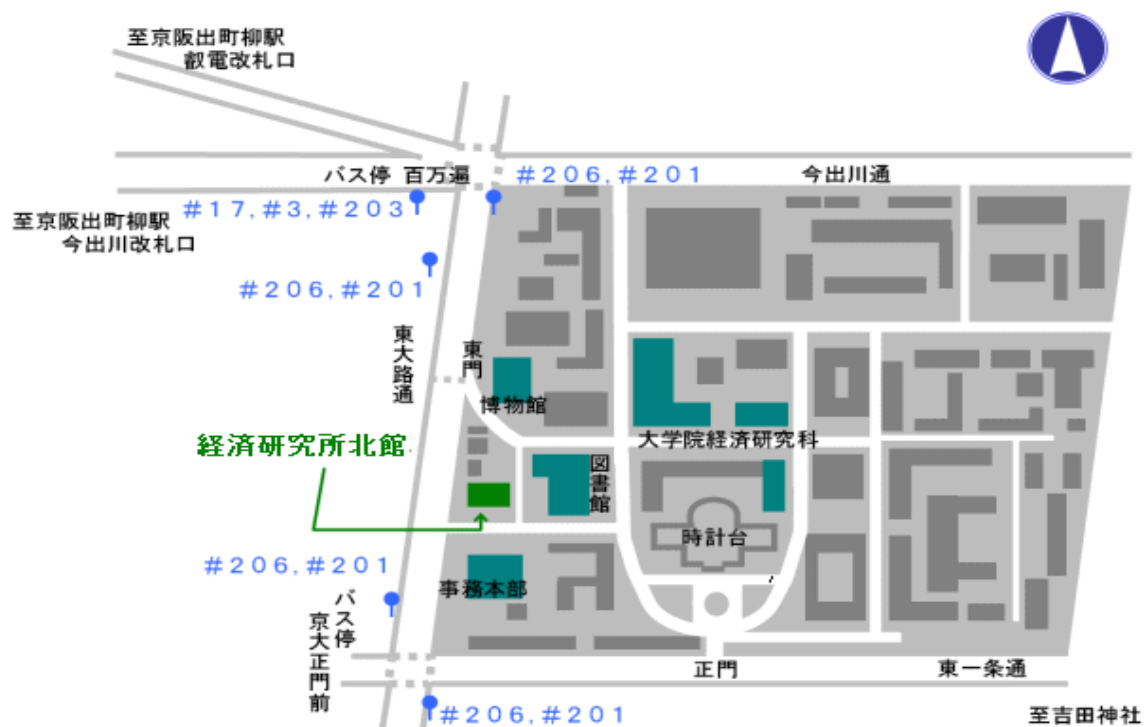 至京阪出町柳駅
叡電改札口
バス停 百万遍
＃２０６,＃２０１
今出川通
＃１７,＃３,＃２０３
至京阪出町柳駅
今出川改札口
＃２０６,＃２０１
東大路通
東門
博物館
大学院経済研究科
経済研究所北館
図書館
時計台
＃２０６,＃２０１
事務本部
バス停
京大正門前
正門
東一条通
＃２０６,＃２０１
至吉田神社